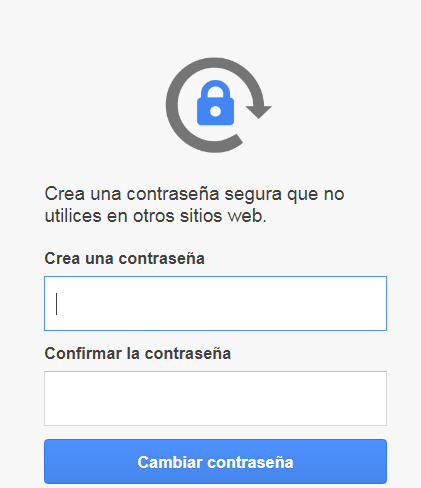 Crea una contraseña segura que no
utilices en otros sitios web.
Crea una contraseña
Confirmar la contraseña
Cambiar contraseña